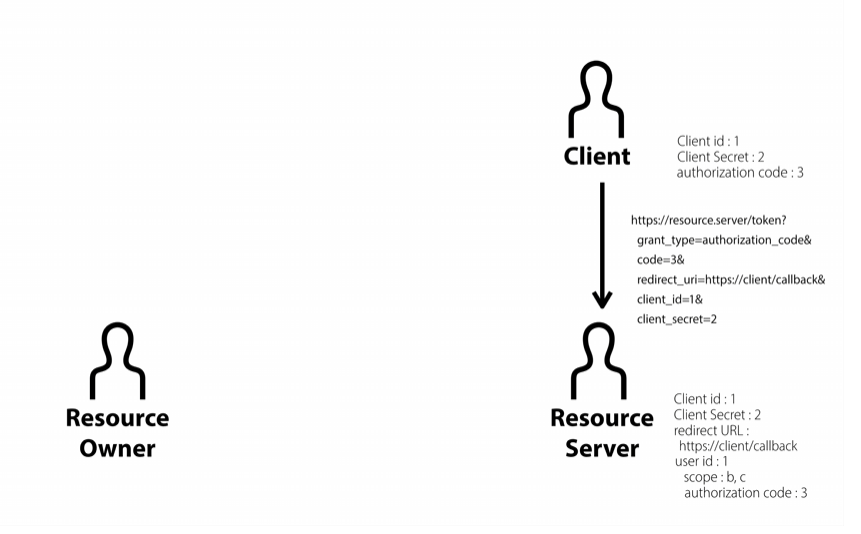 Client
Client id : 1
Client Secret : 2
authorization code : 3
https://resource.server/token?
grant_type=authorization_code&
code=3&
redirect_uri=https://client/callback&
client_id=1&
client_secret=2
Resource
Owner
Resource
Server
Client id : 1
Client Secret : 2
redirect URL :
https://client/callback
user id : 1
scope : b, c
authorization code : 3